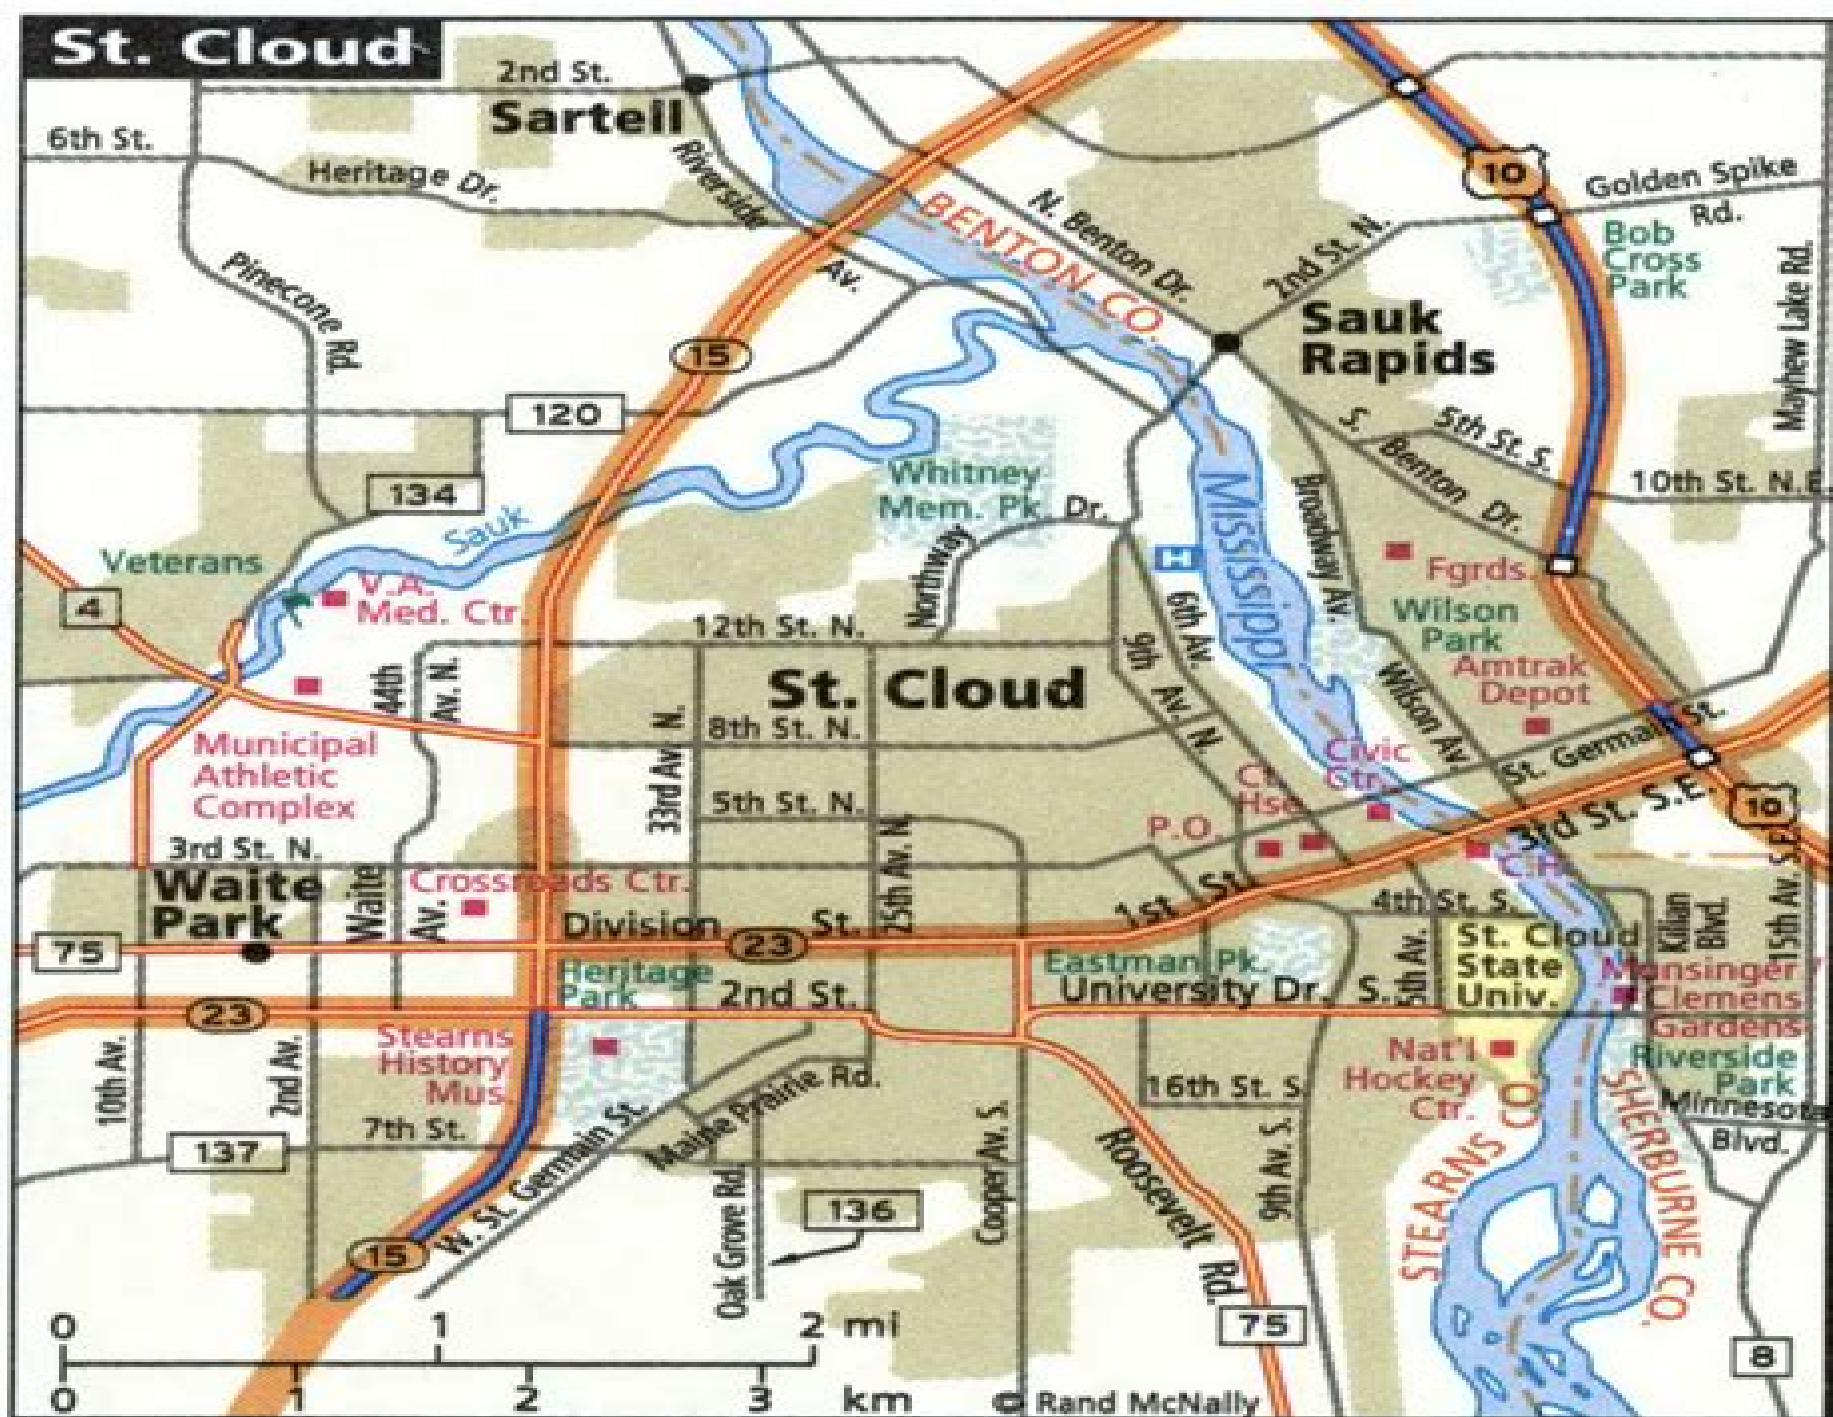 St. Cloud
2nd St.
Sartell
6th St.
Heritage Dr.
Riverside
Av.
BENTON CO.
N. Benton Dr.
2nd St. N.
10
Golden Spike
Rd.
Bob
Cross
Park
Mayhew Lake Rd.
Pinecone Rd.
15
Sauk
Rapids
120
134
S.
Benton Dr.
5th St. S.
10th St. N.E.
Whitney
Mem. Pk.
Northway
Dr.
Sauk
Mississippi
Broadway Av.
Veterans
V.A.
Med. Ctr.
4
H
6th Av.
9th Av. N.
Fgrds.
Wilson
Park
Amtrak
Depot
Wilson Av.
12th St. N.
44th
Av. N.
St. Cloud
33rd Av. N.
8th St. N.
Municipal
Athletic
Complex
5th St. N.
25th Av. N.
Civic
Ctr.
Ct.
Hse.
P.O.
St. Germain St.
3rd St. S.E.
10
C.H.
3rd St. N.
Waite
Park
Waite
Av.
Crossroads Ctr.
75
Division
23
St.
1st St.
4th St. S.
Kilian
Blvd.
15th Av. S.E.
St. Cloud
State
Univ.
5th Av.
Eastman Pk.
University Dr. S.
Heritage
Park
2nd St.
23
Munsinger /
Clemens
Gardens
Riverside
Park
Minnesota
Blvd.
Stearns
History
Mus.
10th Av.
2nd Av.
Nat'l
Hockey
Ctr.
16th St. S.
Maine Prairie Rd.
7th St.
137
W. St. Germain St.
15
Oak Grove Rd.
136
Cooper Av. S.
Roosevelt Rd.
9th Av. S.
STEARNS CO.
SHERBURNE CO.
75
8
0 1 2 mi
0 1 2 3 km
© Rand McNally